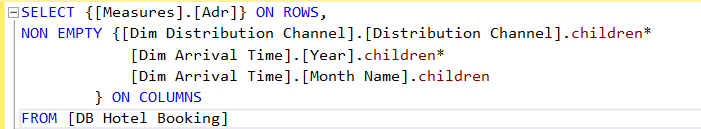 SELECT {[Measures].[Adr]} ON ROWS,
NON EMPTY {[Dim Distribution Channel].[Distribution Channel].children*
[Dim Arrival Time].[Year].children*
[Dim Arrival Time].[Month Name].children
} ON COLUMNS
FROM [DB Hotel Booking]